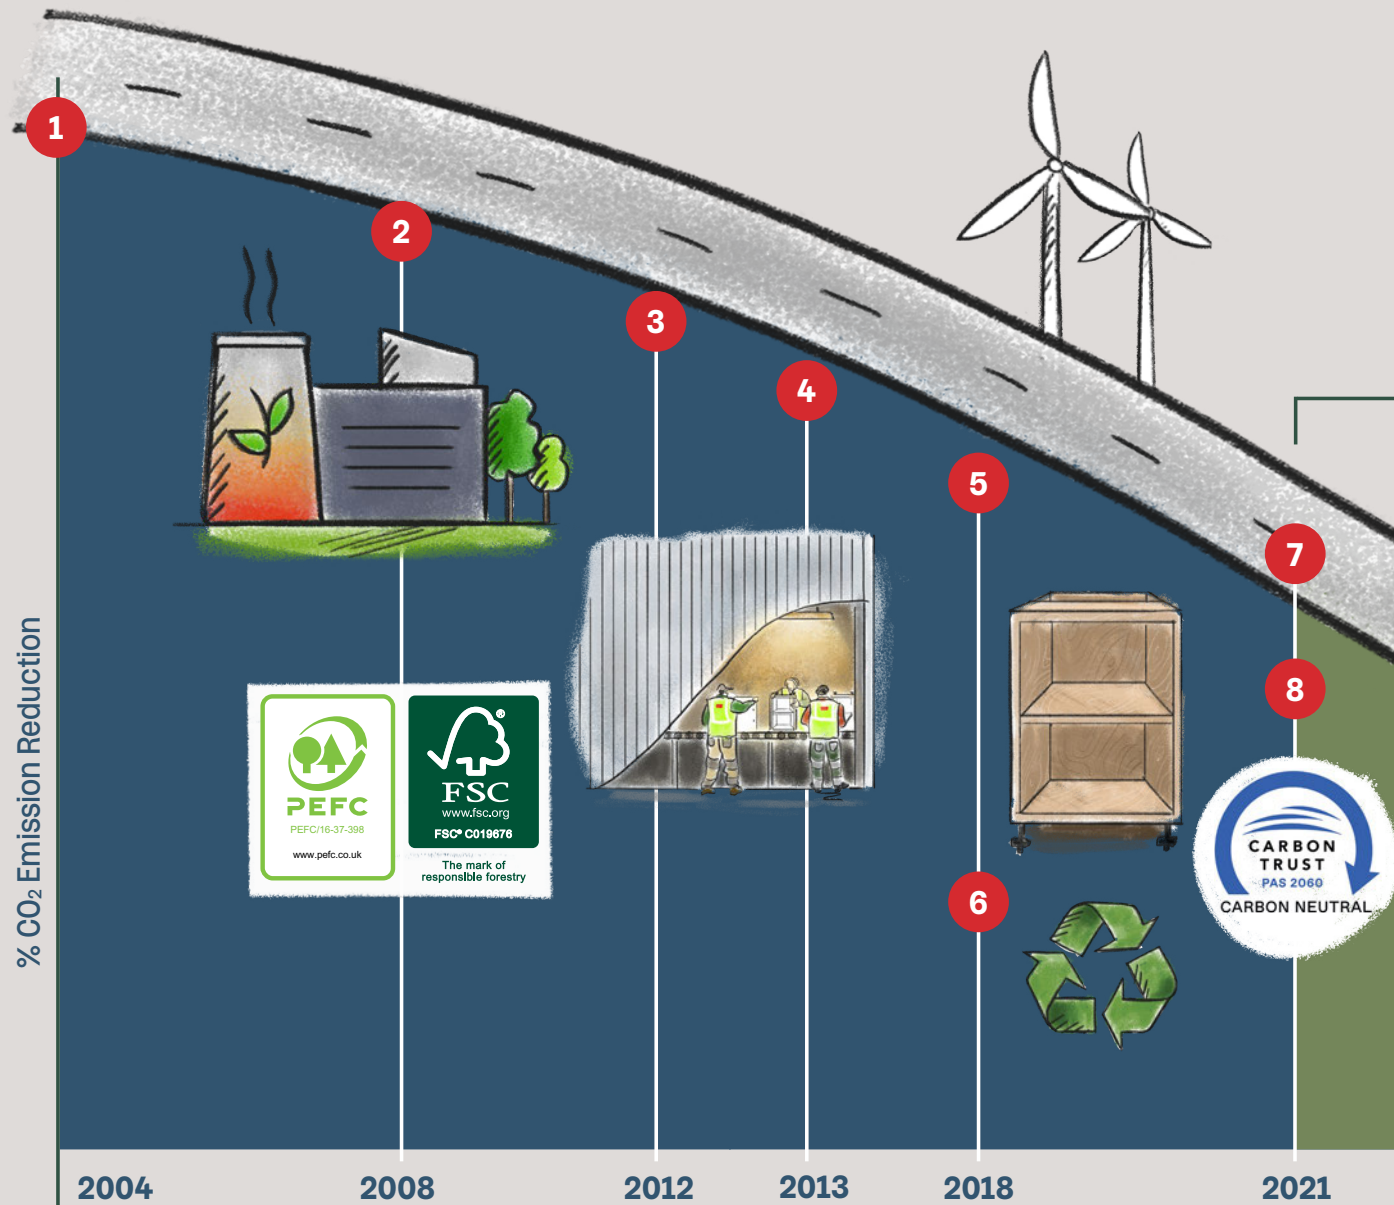 1
2
3
4
5
6
7
8
% CO₂ Emission Reduction
PEFC
PEFC/16-37-398
www.pefc.co.uk
®
FSC
www.fsc.org
FSC® C019676
The mark of
responsible forestry
CARBON
TRUST
PAS 2060
CARBON NEUTRAL
2004
2008
2012
2013
2018
2021